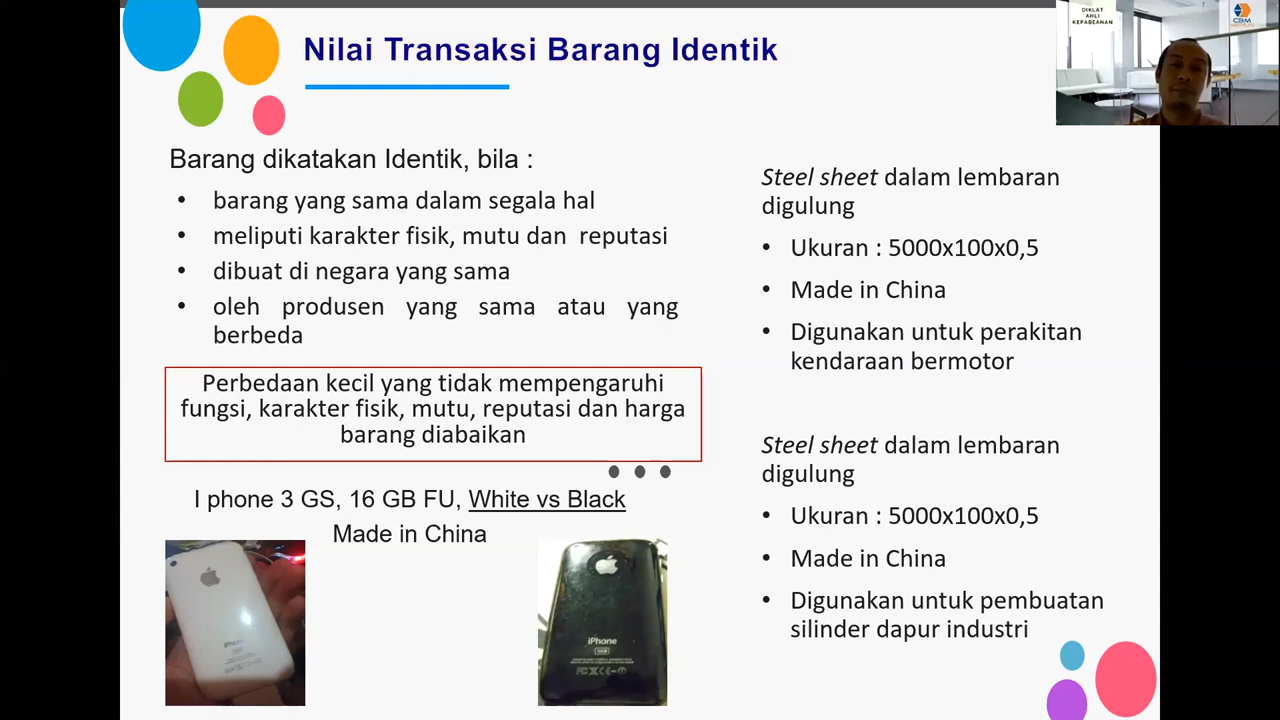 Nilai Transaksi Barang Identik
Barang dikatakan Identik, bila :
• barang yang sama dalam segala hal
• meliputi karakter fisik, mutu dan reputasi
• dibuat di negara yang sama
• oleh produsen yang sama atau yang
berbeda
Perbedaan kecil yang tidak mempengaruhi
fungsi, karakter fisik, mutu, reputasi dan harga
barang diabaikan
I phone 3 GS, 16 GB FU, White vs Black
Made in China
iPhone
iPhone
Steel sheet dalam lembaran
digulung
• Ukuran : 5000x100x0,5
• Made in China
• Digunakan untuk perakitan
kendaraan bermotor
Steel sheet dalam lembaran
digulung
• Ukuran : 5000x100x0,5
• Made in China
• Digunakan untuk pembuatan
silinder dapur industri
DIKLAT
AHLI
KEPABEANAN
CBM